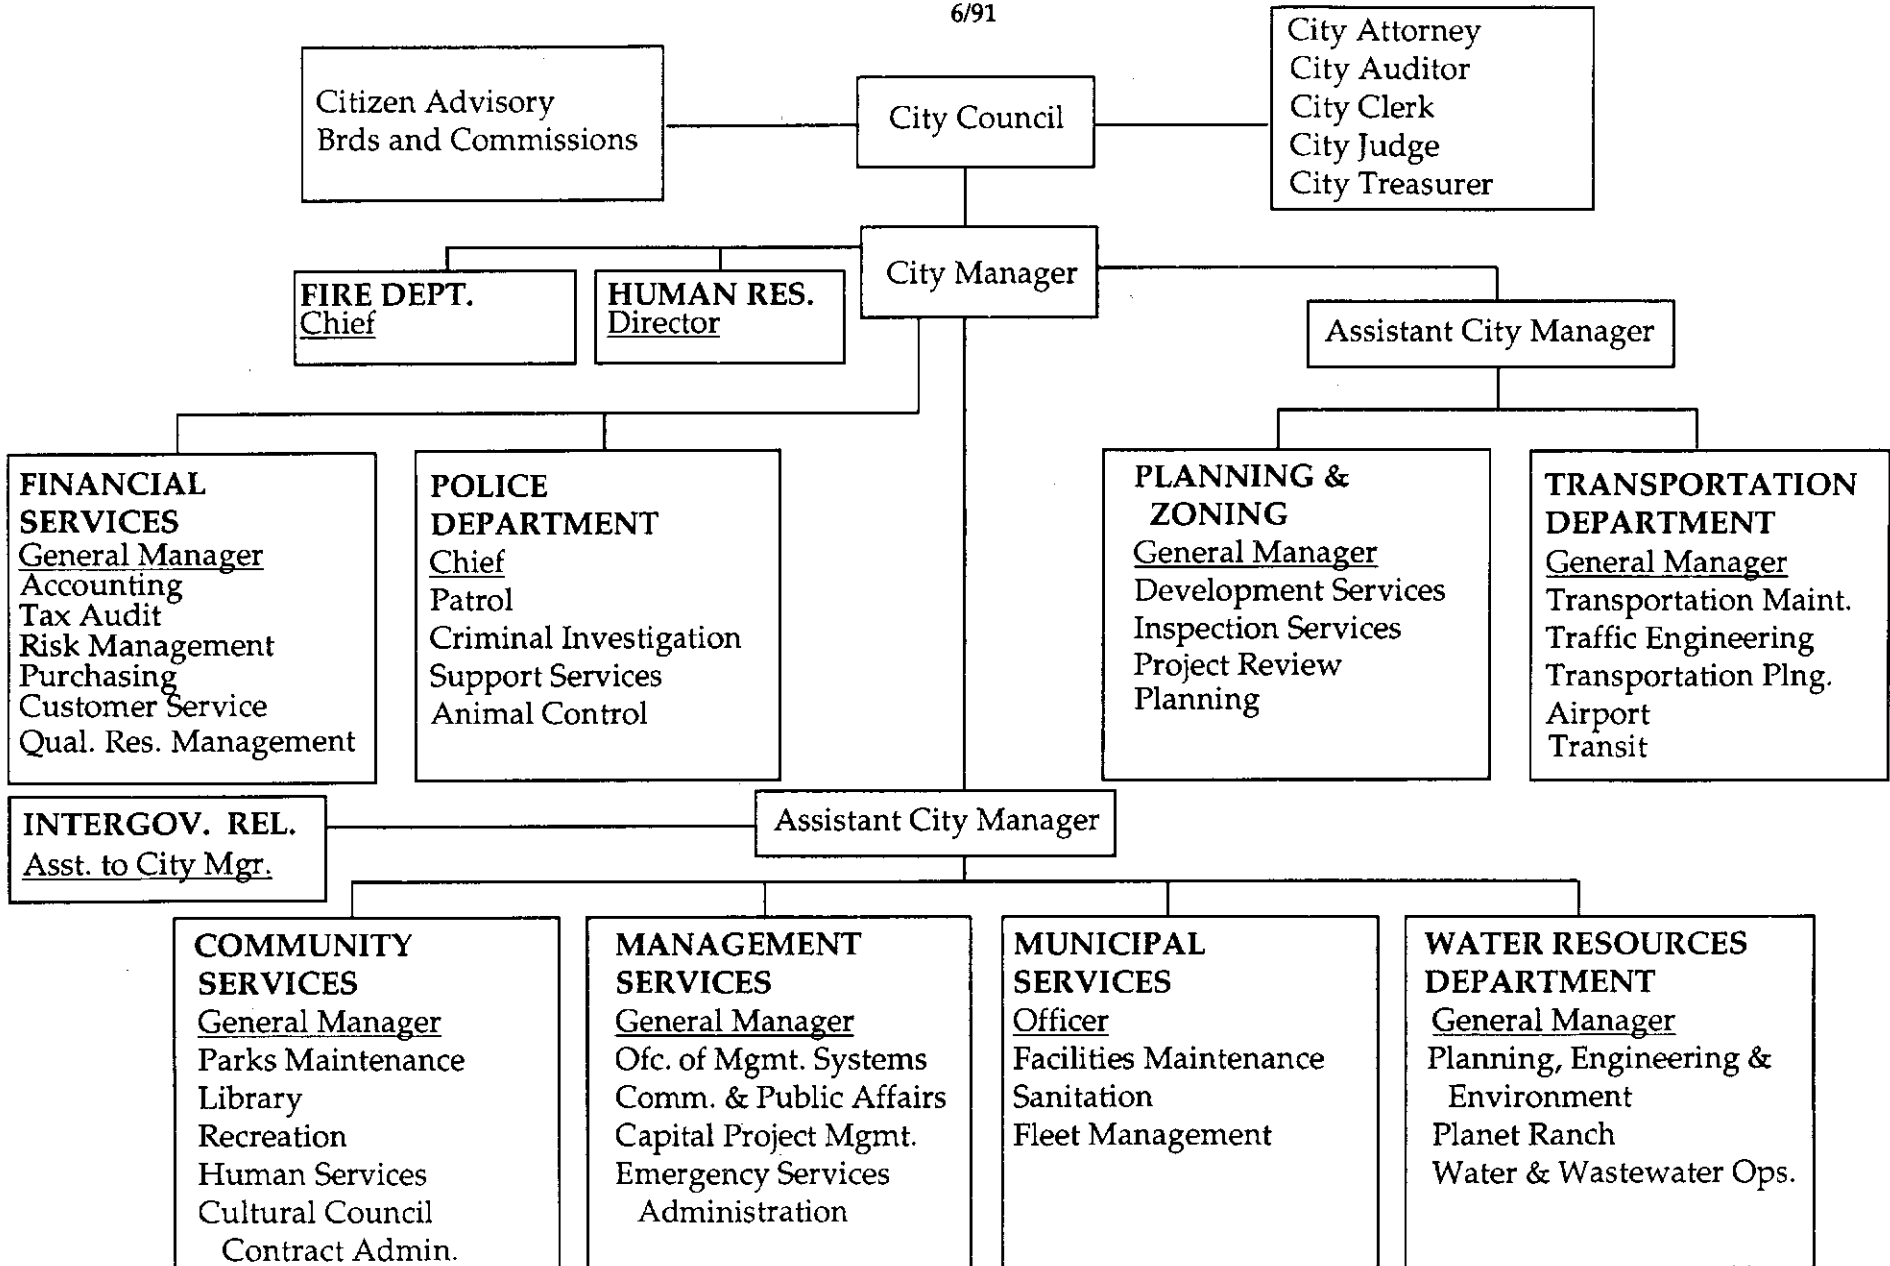 6/91
Citizen Advisory
Brds and Commissions
City Council
City Attorney
City Auditor
City Clerk
City Judge
City Treasurer
City Manager
FIRE DEPT.
Chief
HUMAN RES.
Director
Assistant City Manager
FINANCIAL
SERVICES
General Manager
Accounting
Tax Audit
Risk Management
Purchasing
Customer Service
Qual. Res. Management
POLICE
DEPARTMENT
Chief
Patrol
Criminal Investigation
Support Services
Animal Control
PLANNING &
ZONING
General Manager
Development Services
Inspection Services
Project Review
Planning
TRANSPORTATION
DEPARTMENT
General Manager
Transportation Maint.
Traffic Engineering
Transportation Plng.
Airport
Transit
INTERGOV. REL.
Asst. to City Mgr.
Assistant City Manager
COMMUNITY
SERVICES
General Manager
Parks Maintenance
Library
Recreation
Human Services
Cultural Council
Contract Admin.
MANAGEMENT
SERVICES
General Manager
Ofc. of Mgmt. Systems
Comm. & Public Affairs
Capital Project Mgmt.
Emergency Services
Administration
MUNICIPAL
SERVICES
Officer
Facilities Maintenance
Sanitation
Fleet Management
WATER RESOURCES
DEPARTMENT
General Manager
Planning, Engineering &
Environment
Planet Ranch
Water & Wastewater Ops.